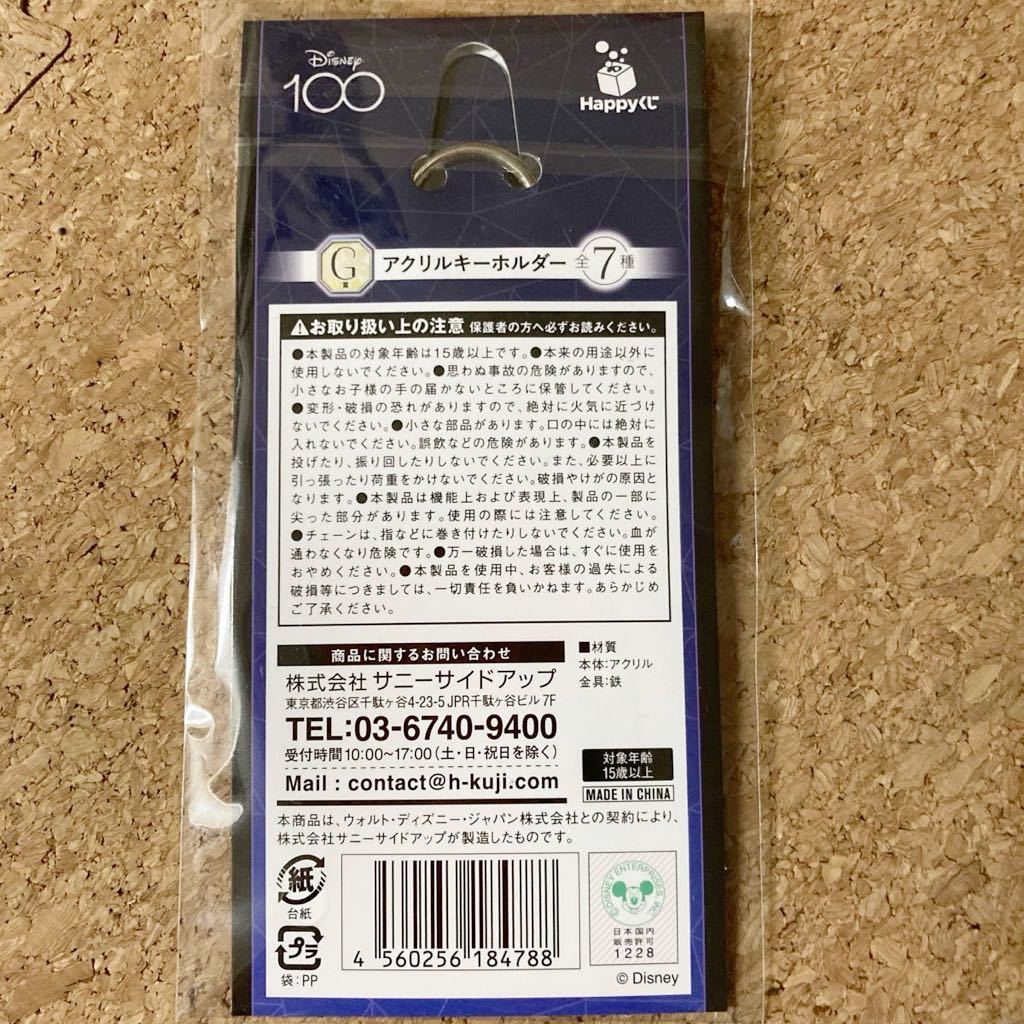 Disney
100
Happyくじ
G賞 アクリルキーホルダー 全7種
お取り扱い上の注意 保護者の方へ必ずお読みください。
●本製品の対象年齢は15歳以上です。●本来の用途以外に
使用しないでください。●思わぬ事故の危険がありますので、
小さなお子様の手の届かないところに保管してください。
●変形・破損の恐れがありますので、絶対に火気に近づけ
ないでください。●小さな部品があります。口の中には絶対に
入れないでください。誤飲などの危険があります。●本製品を
投げたり、振り回したりしないでください。また、必要以上に
引っ張ったり荷重をかけないでください。破損やけがの原因と
なります。●本製品は機能上および表現上、製品の一部に
尖った部分があります。使用の際には注意してください。
●チェーンは、指などに巻き付けたりしないでください。血が
通わなくなり危険です。●万一破損した場合は、すぐに使用を
おやめください。●本製品を使用中、お客様の過失による
破損等につきましては、一切責任を負いかねます。あらかじめ
ご了承ください。
商品に関するお問い合わせ
株式会社 サニーサイドアップ
東京都渋谷区千駄ヶ谷4-23-5 JPR千駄ヶ谷ビル 7F
TEL:03-6740-9400
受付時間10:00~17:00(土・日・祝日を除く)
Mail : contact@h-kuji.com
■材質
本体:アクリル
金具:鉄
対象年齢
15歳以上
MADE IN CHINA
本商品は、ウォルト・ディズニー・ジャパン株式会社との契約により、
株式会社サニーサイドアップが製造したものです。
紙
台紙
プラ
袋:PP
4 560256 184788
©DISNEY ENTERPRISES, INC.
日本国内
販売許可
1228
© Disney